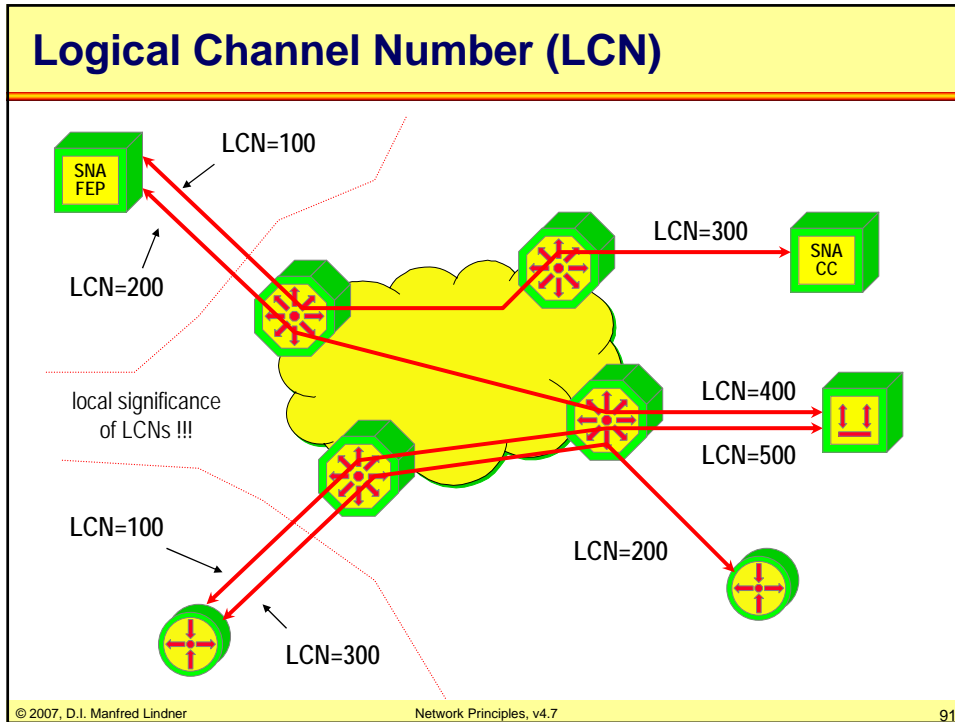 Logical Channel Number (LCN)
LCN=100
SNA
FEP
LCN=200
LCN=300
SNA
CC
local significance
of LCNs !!!
LCN=400
LCN=500
LCN=100
LCN=200
LCN=300
© 2007, D.I. Manfred Lindner
Network Principles, v4.7
91